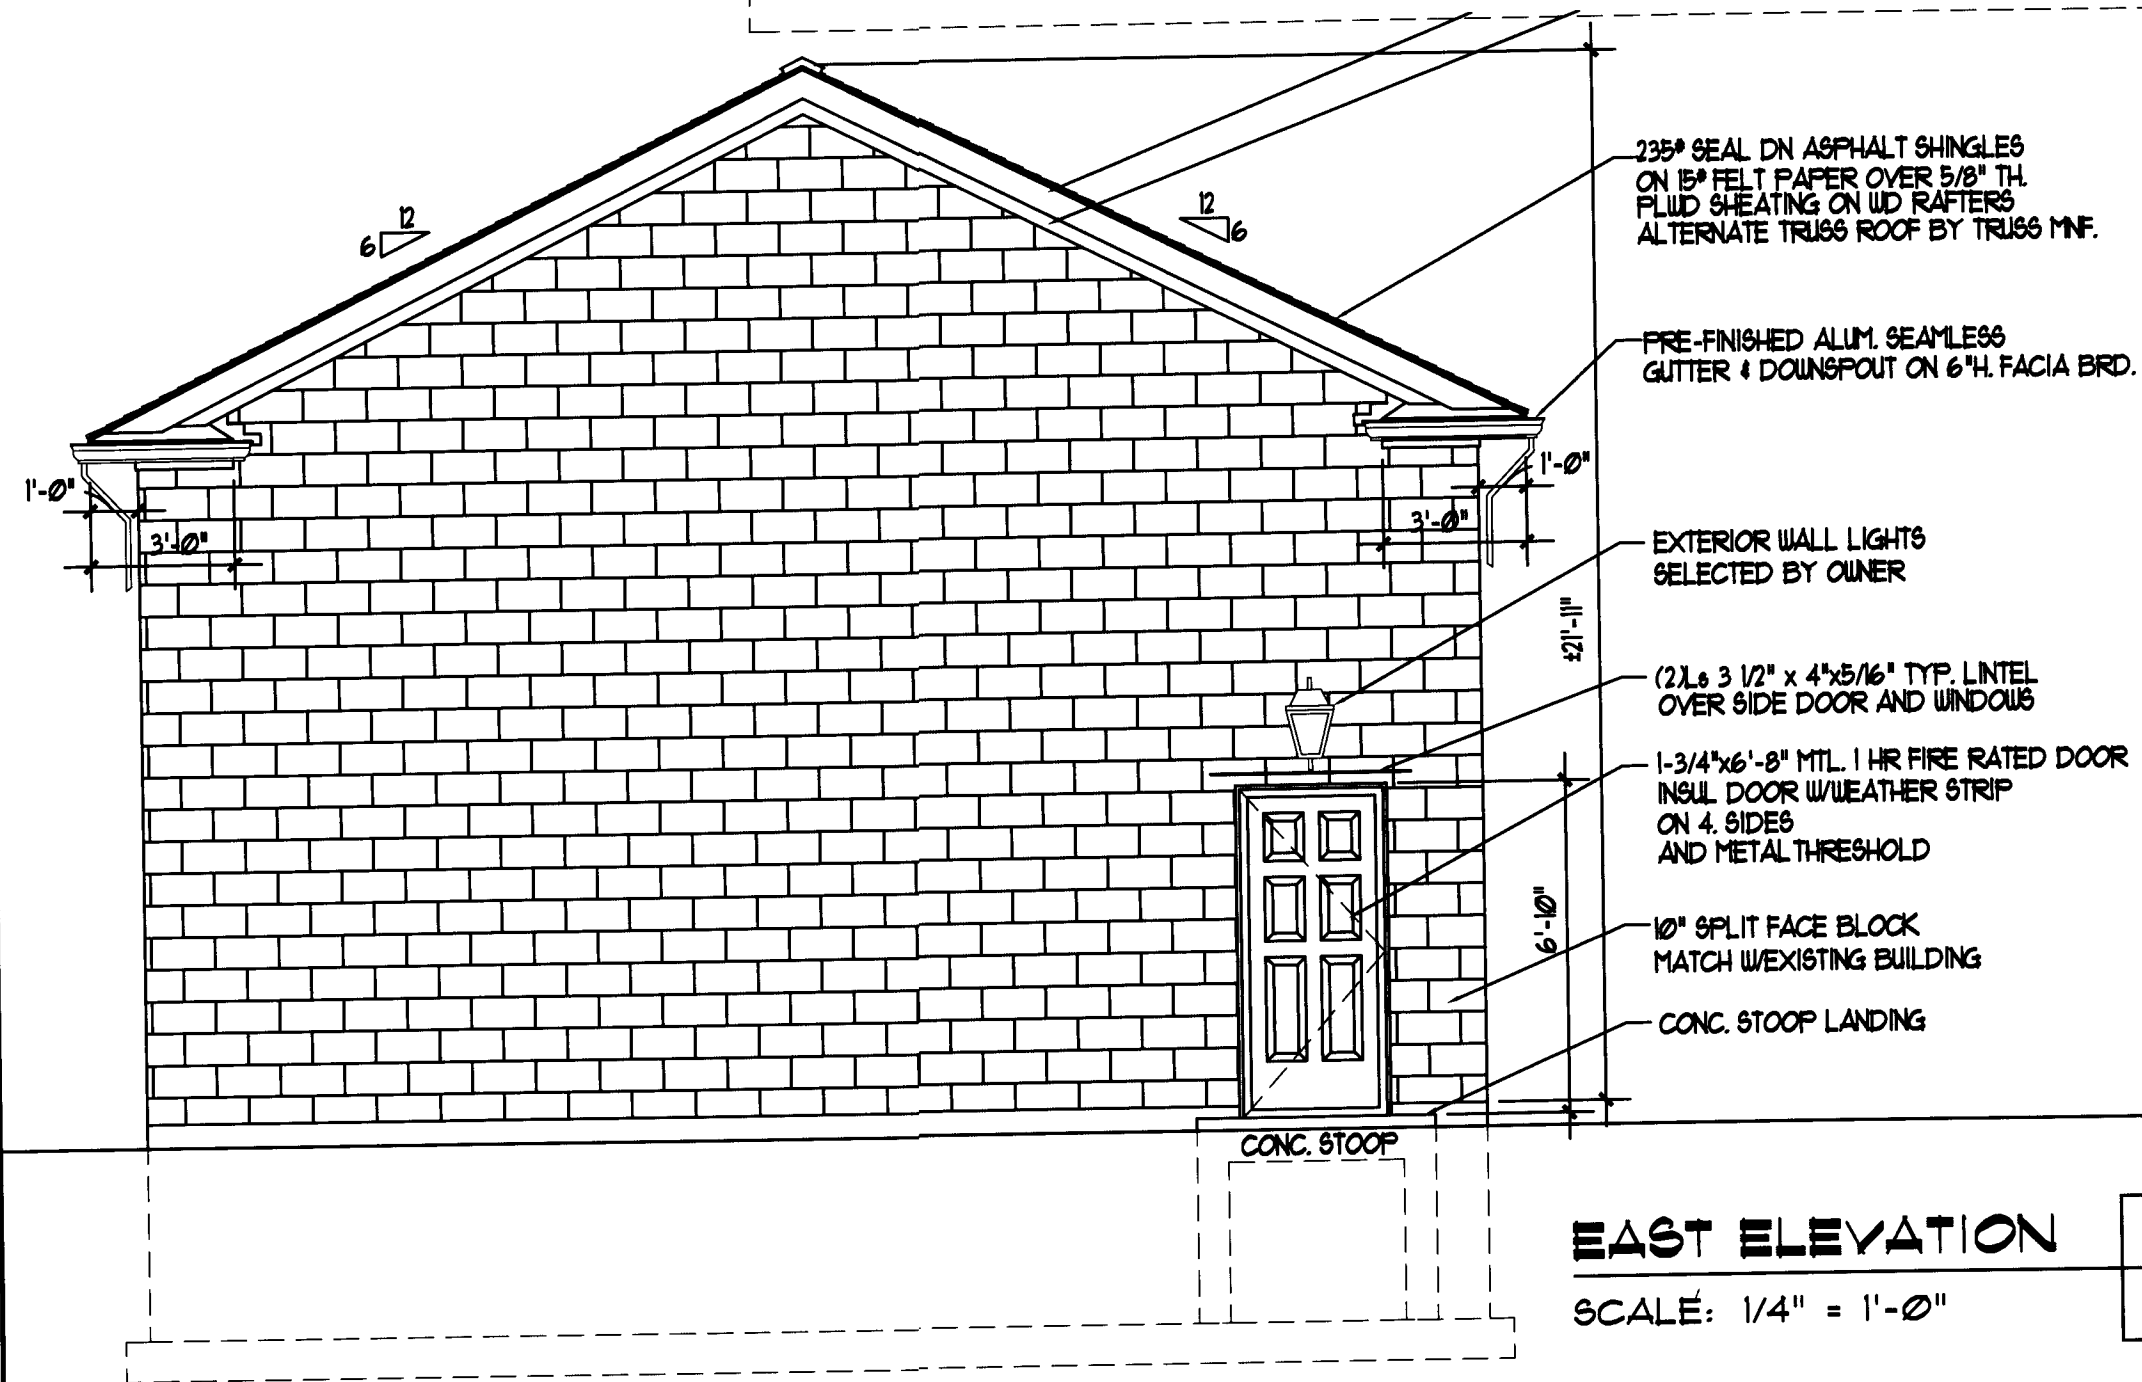 12
6
12
6
235# SEAL DN ASPHALT SHINGLES
ON 15# FELT PAPER OVER 5/8" TH.
PLWD SHEATING ON WD RAFTERS
ALTERNATE TRUSS ROOF BY TRUSS MNF.
PRE-FINISHED ALUM. SEAMLESS
GUTTER & DOWNSPOUT ON 6"H. FACIA BRD.
1'-0"
3'-0"
1'-0"
3'-0"
EXTERIOR WALL LIGHTS
SELECTED BY OWNER
±21'-11"
(2)Ls 3 1/2" x 4"x5/16" TYP. LINTEL
OVER SIDE DOOR AND WINDOWS
1-3/4"x6'-8" MTL. 1 HR FIRE RATED DOOR
INSUL DOOR W/WEATHER STRIP
ON 4. SIDES
AND METAL THRESHOLD
6'-10"
10" SPLIT FACE BLOCK
MATCH W/EXISTING BUILDING
CONC. STOOP LANDING
CONC. STOOP
EAST ELEVATION
SCALE: 1/4" = 1'-0"